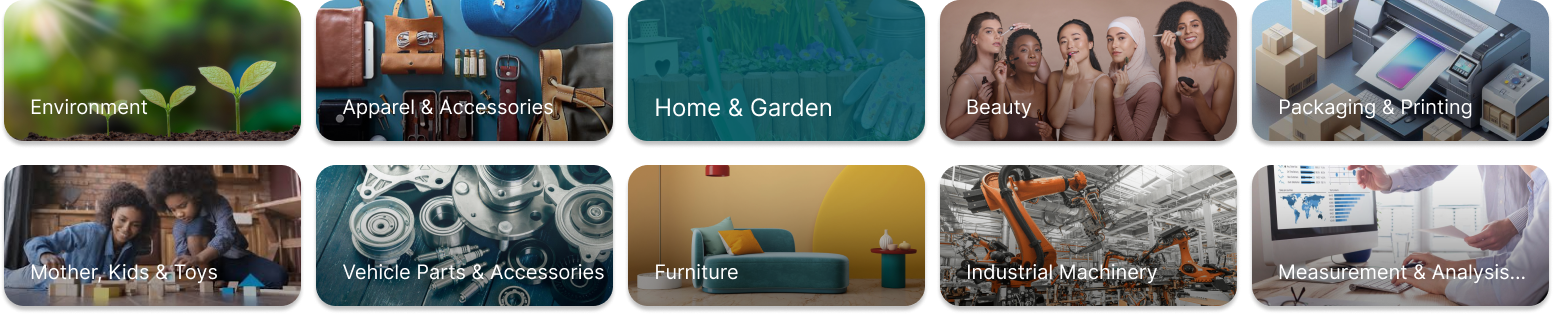 Environment
Apparel & Accessories
Home & Garden
Beauty
Packaging & Printing
Mother, Kids & Toys
Vehicle Parts & Accessories
Furniture
Industrial Machinery
Measurement & Analysis...